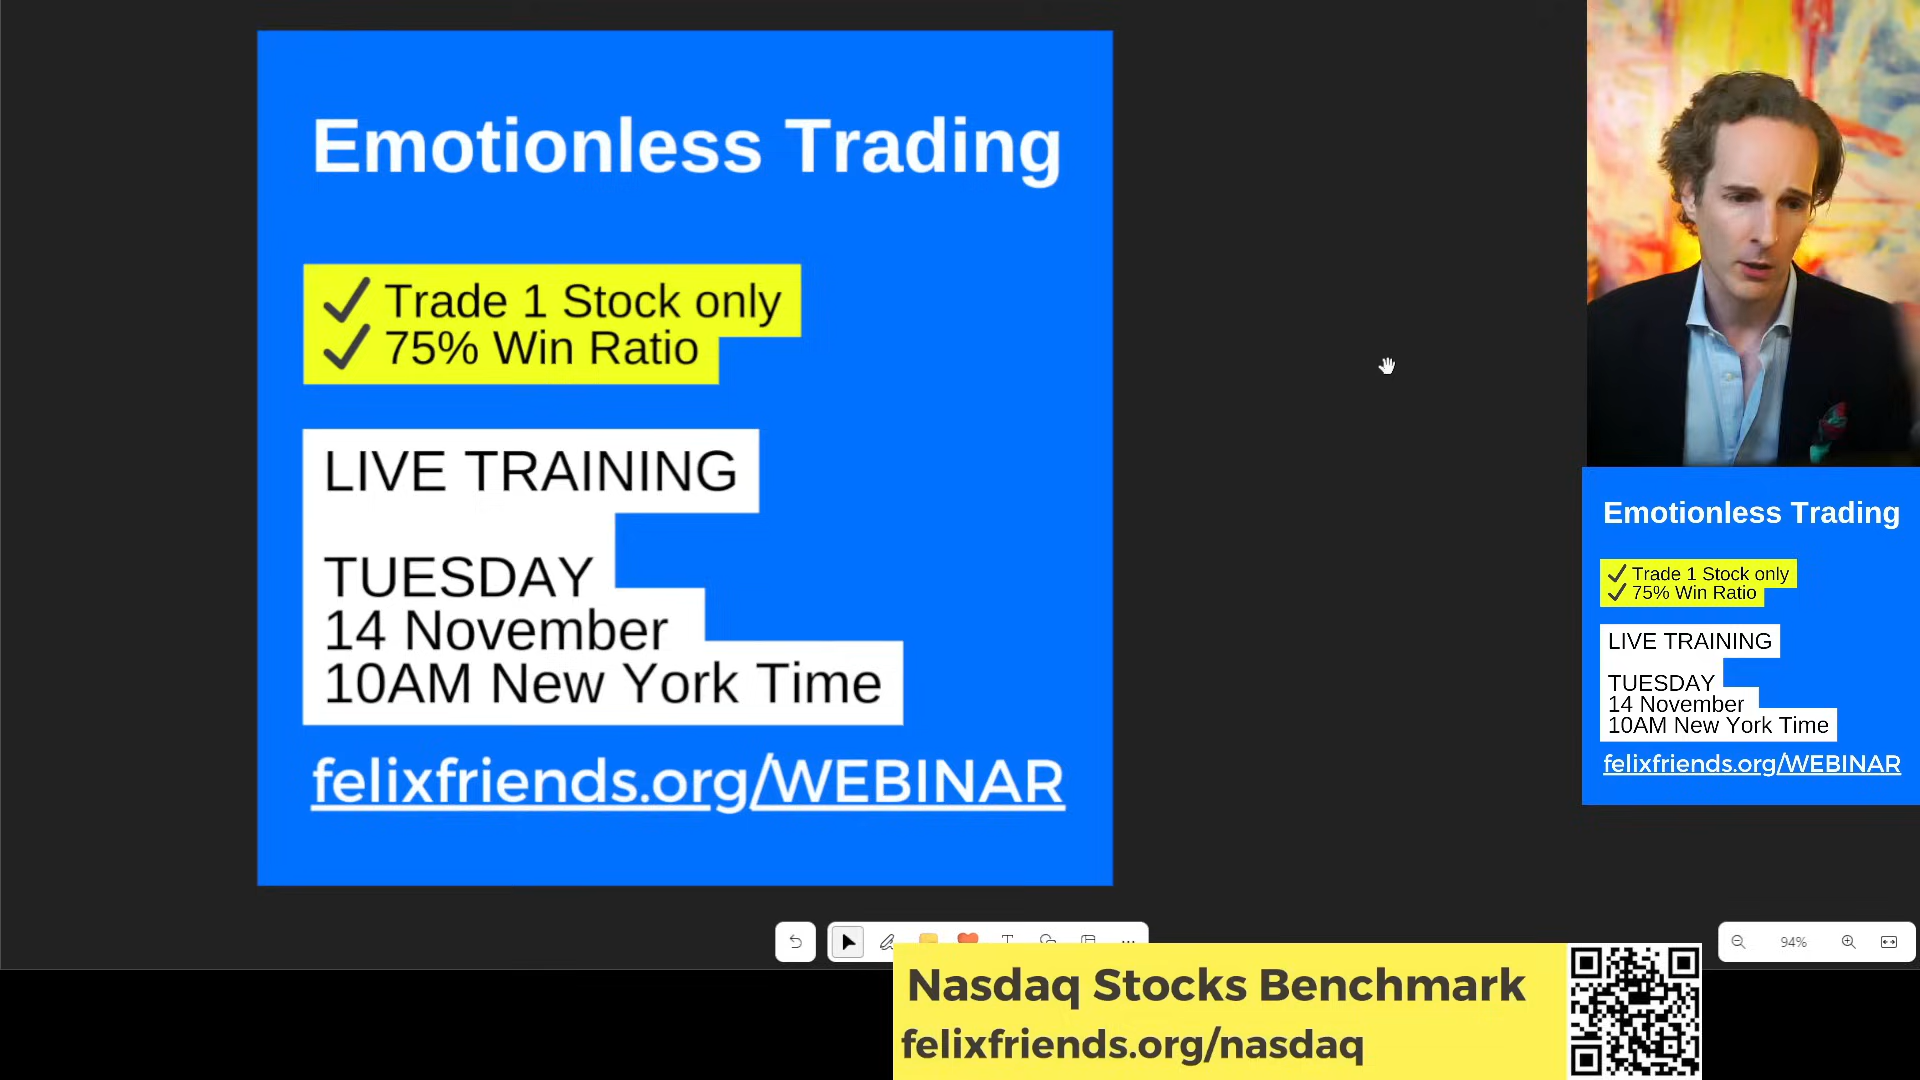 Emotionless Trading
✓ Trade 1 Stock only
✓ 75% Win Ratio
LIVE TRAINING
TUESDAY
14 November
10AM New York Time
felixfriends.org/WEBINAR
Emotionless Trading
✓ Trade 1 Stock only
✓ 75% Win Ratio
LIVE TRAINING
TUESDAY
14 November
10AM New York Time
felixfriends.org/WEBINAR
94%
Nasdaq Stocks Benchmark
felixfriends.org/nasdaq